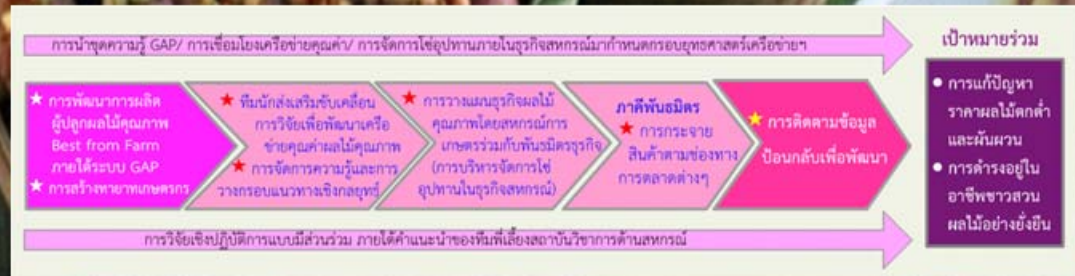 การนำชุดความรู้ GAP/ การเชื่อมโยงเครือข่ายคุณค่า/ การจัดการโซ่อุปทานภายในธุรกิจสหกรณ์มากำหนดกรอบยุทธศาสตร์เครือข่ายฯ
★ การพัฒนาการผลิต
ผู้ปลูกผลไม้คุณภาพ
Best from Farm
ภายใต้ระบบ GAP
★ การสร้างทายาทเกษตรกร
★ ทีมนักส่งเสริมขับเคลื่อน
การวิจัยเพื่อพัฒนาเครือ
ข่ายคุณค่าผลไม้คุณภาพ
★ การจัดการความรู้และการ
วางกรอบแนวทางเชิงกลยุทธ์
★ การวางแผนธุรกิจผลไม้
คุณภาพโดยสหกรณ์การ
เกษตรร่วมกับพันธมิตรธุรกิจ
(การบริหารจัดการโซ่
อุปทานในธุรกิจสหกรณ์)
ภาคีพันธมิตร
★ การกระจาย
สินค้าตามช่องทาง
การตลาดต่างๆ
★ การติดตามข้อมูล
ป้อนกลับเพื่อพัฒนา
การวิจัยเชิงปฏิบัติการแบบมีส่วนร่วม ภายใต้คำแนะนำของทีมพี่เลี้ยงสถาบันวิชาการด้านสหกรณ์
เป้าหมายร่วม
● การแก้ปัญหา
ราคาผลไม้ตกต่ำ
และผันผวน
● การดำรงอยู่ใน
อาชีพชาวสวน
ผลไม้อย่างยั่งยืน